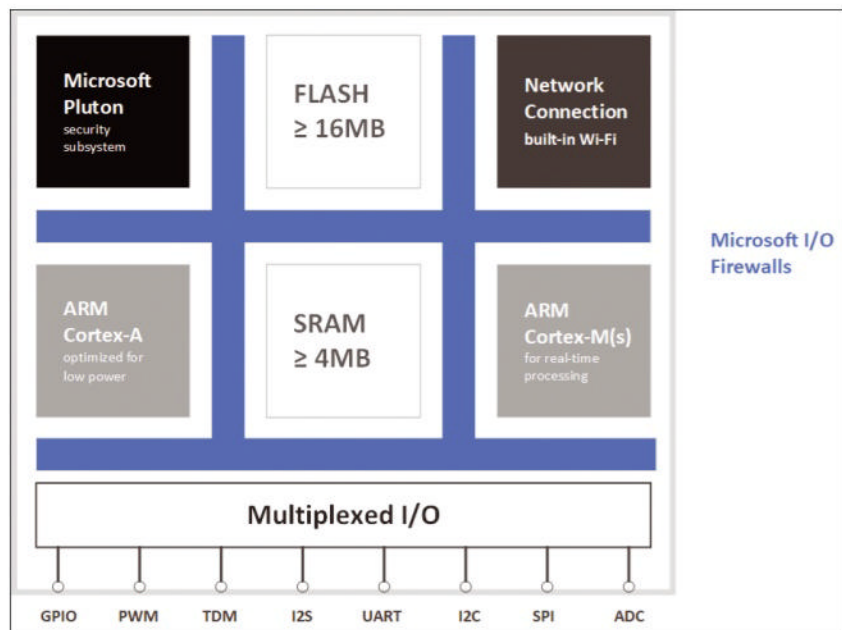 Microsoft
Pluton
security
subsystem
FLASH
≥ 16MB
Network
Connection
built-in Wi-Fi
Microsoft I/O
Firewalls
ARM
Cortex-A
optimized for
low power
SRAM
≥ 4MB
ARM
Cortex-M(s)
for real-time
processing
Multiplexed I/O
GPIO PWM TDM I2S UART I2C SPI ADC